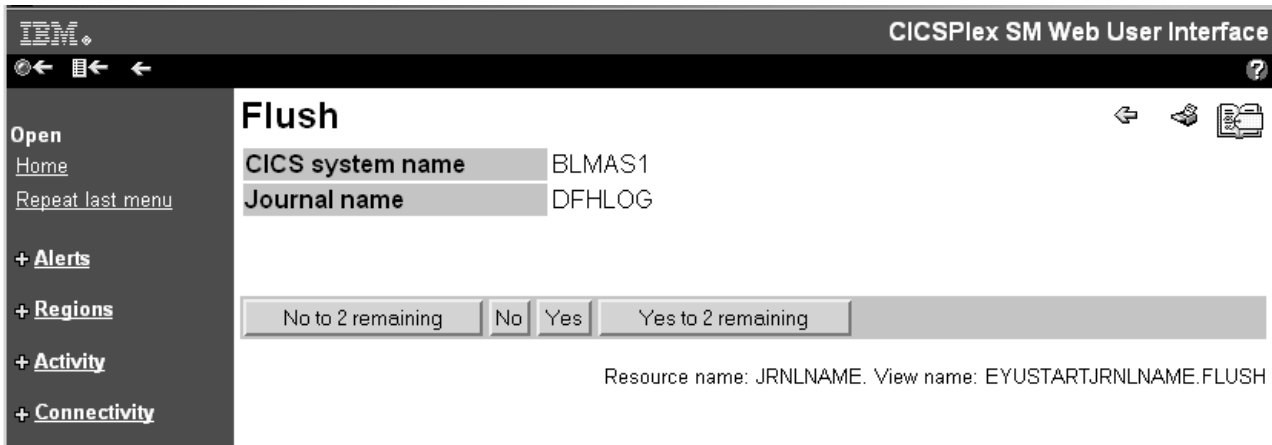 IBM.
CICSPlex SM Web User Interface
?
Open
Home
Repeat last menu
+ Alerts
+ Regions
+ Activity
+ Connectivity
Flush
CICS system name BLMAS1
Journal name DFHLOG
No to 2 remaining No Yes Yes to 2 remaining
Resource name: JRNLNAME. View name: EYUSTARTJRNLNAME.FLUSH